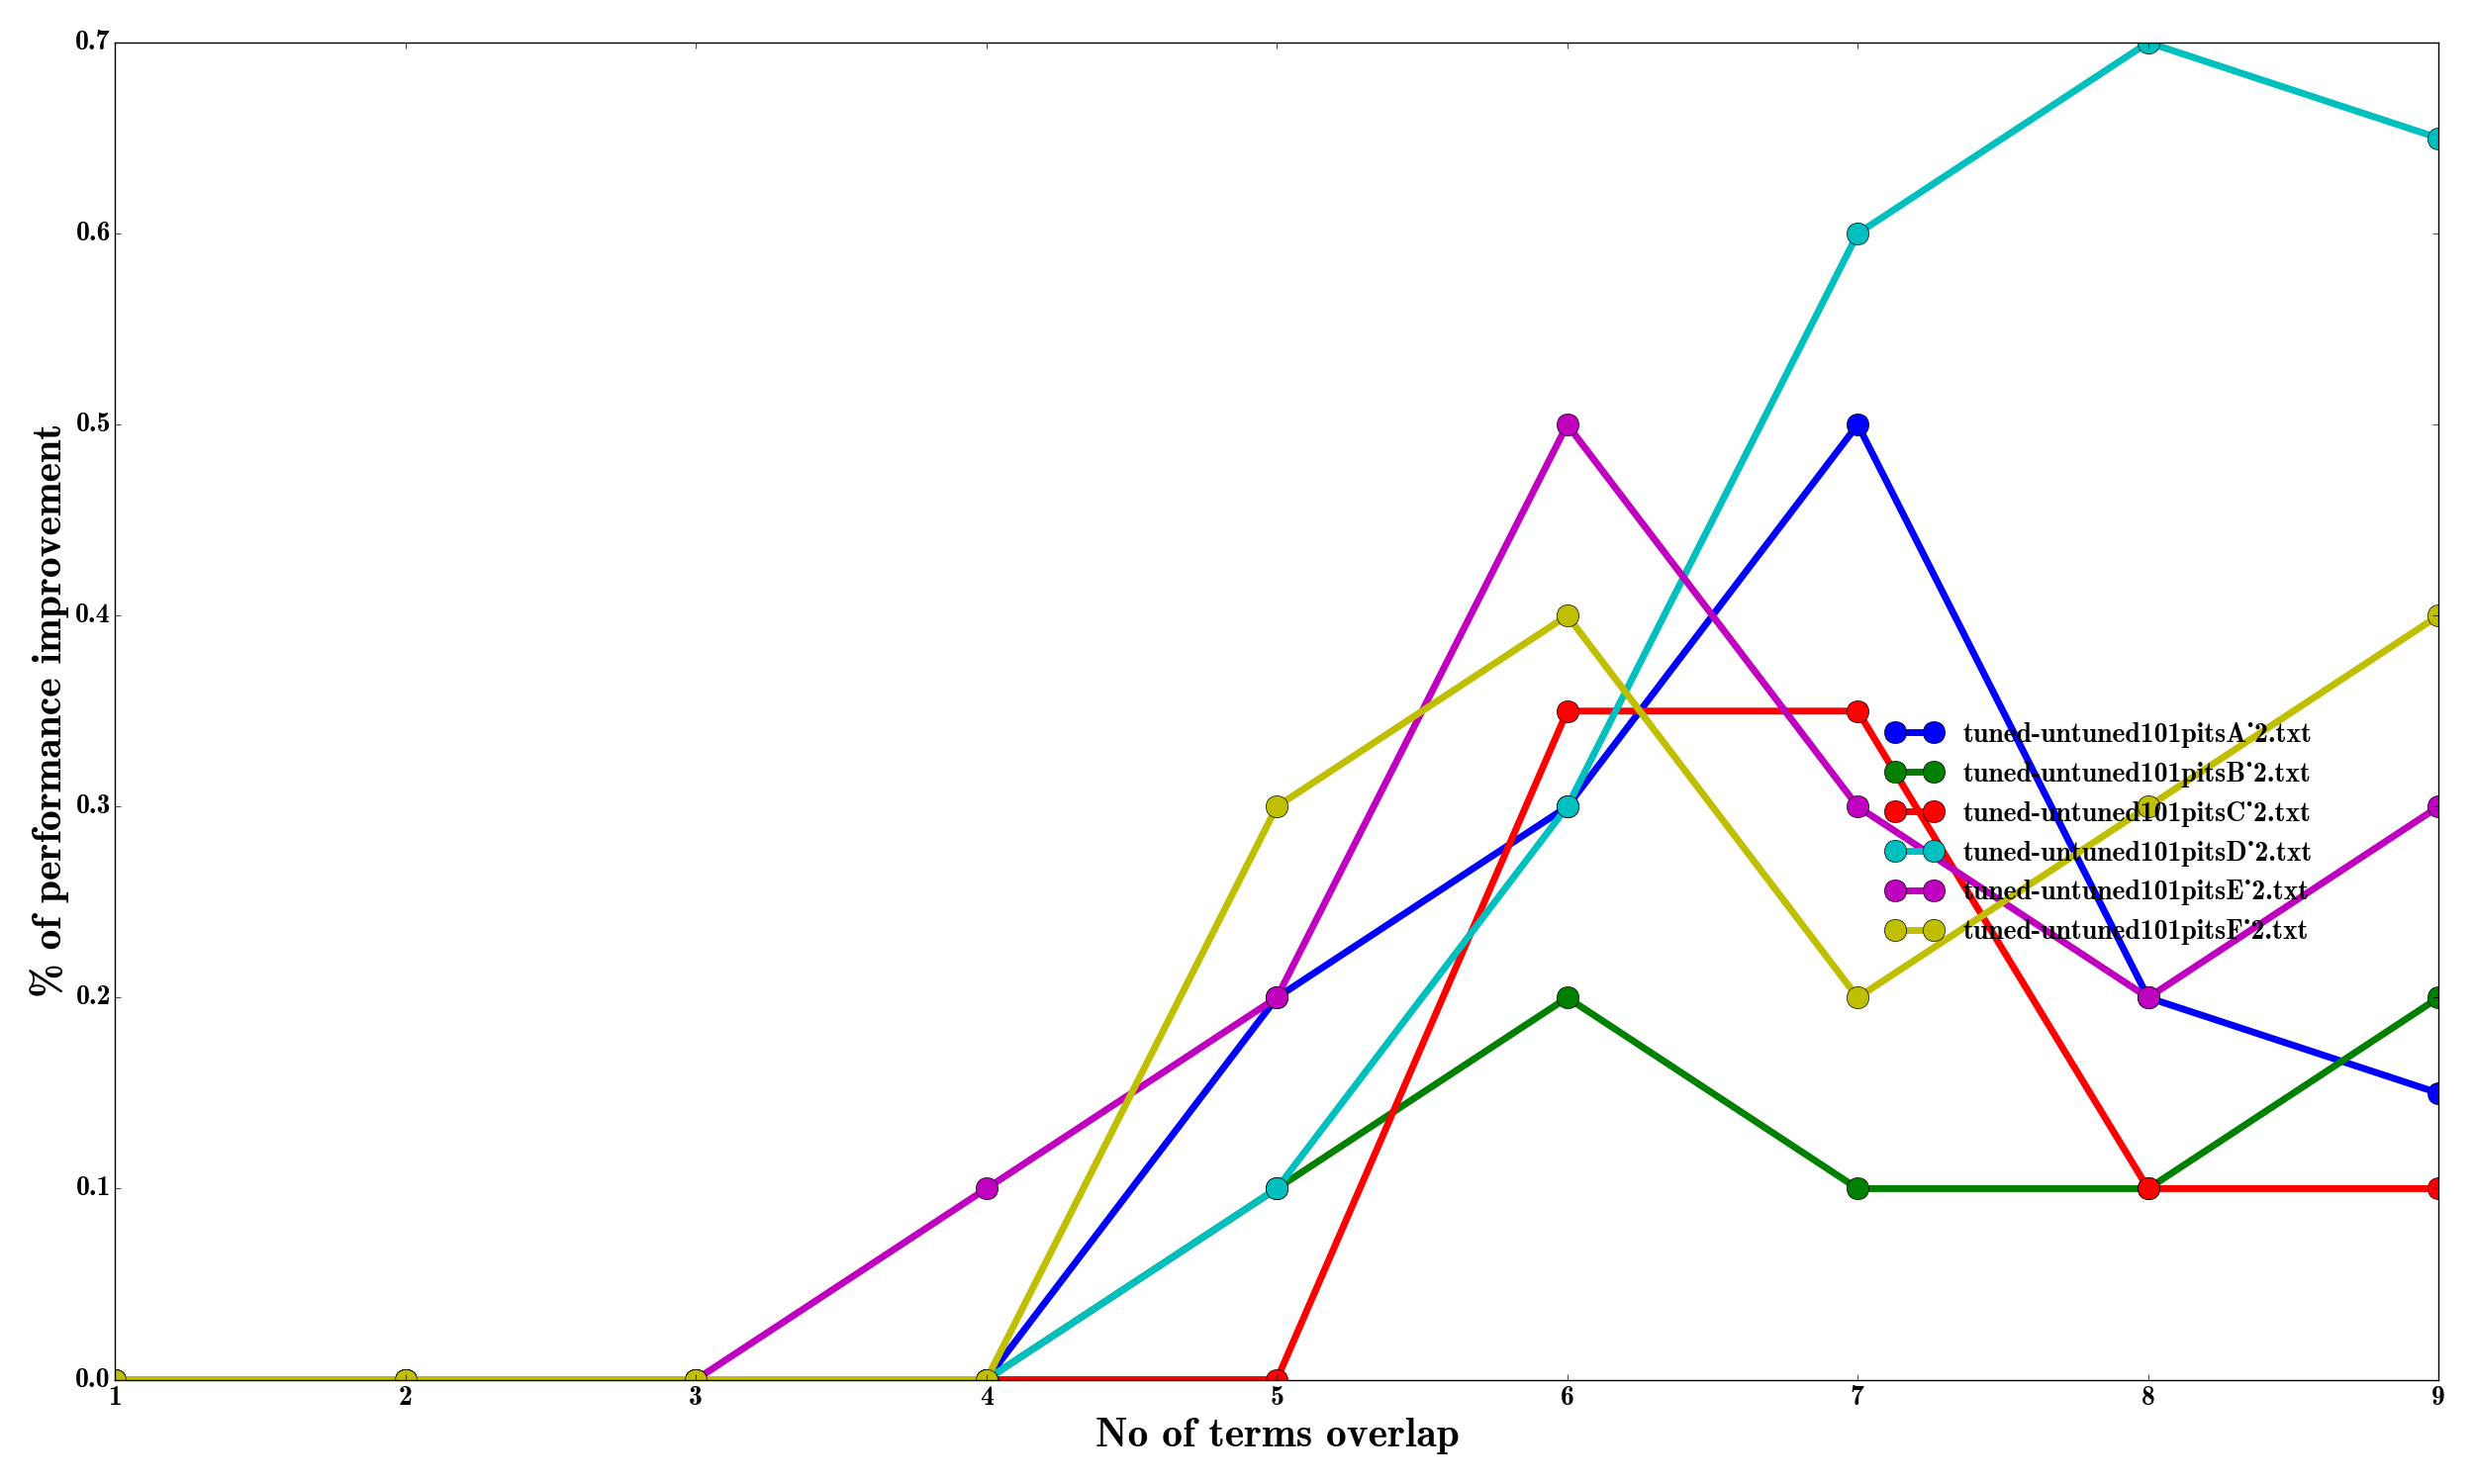 0.7
0.6
0.5
0.4
0.3
0.2
0.1
0.0
% of performance improvement
tuned-untuned101pitsA˙2.txt
tuned-untuned101pitsB˙2.txt
tuned-untuned101pitsC˙2.txt
tuned-untuned101pitsD˙2.txt
tuned-untuned101pitsE˙2.txt
tuned-untuned101pitsF˙2.txt
1 2 3 4 5 6 7 8 9
No of terms overlap